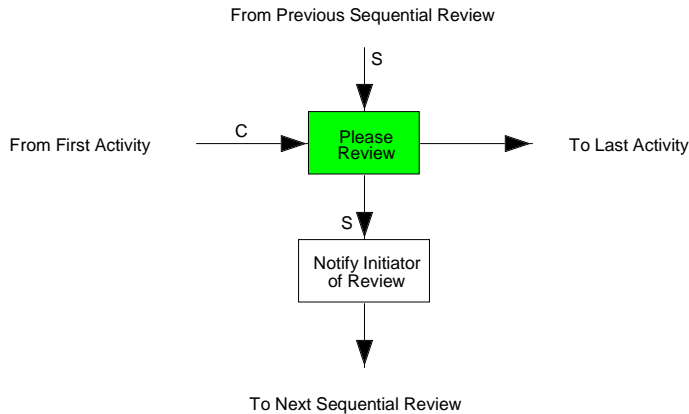 From Previous Sequential Review
S
C
From First Activity
Please
Review
To Last Activity
S
Notify Initiator
of Review
To Next Sequential Review